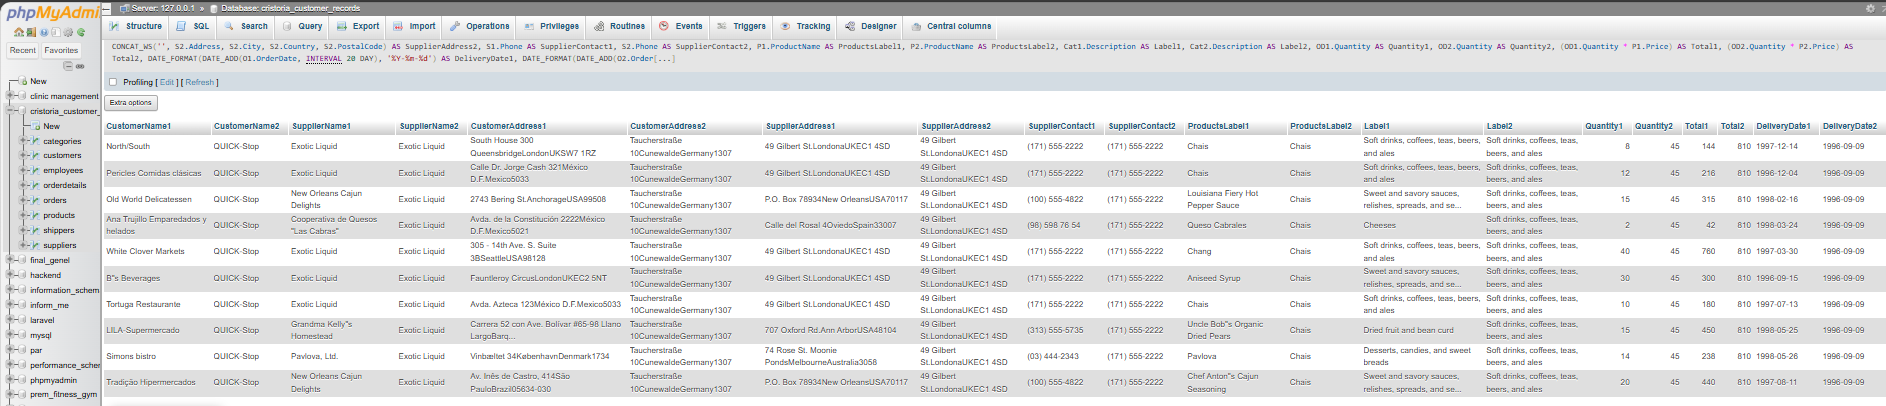 phpMyAdmi
Server: 127.0.0.1 » Database: cristoria_customer_records
Structure SQL Search Query Export Import Operations Privileges Routines Events Triggers Tracking Designer Central columns
Recent Favorites
New
clinic management
cristoria_customer_
New
categories
customers
employees
orderdetails
orders
products
shippers
suppliers
final_genel
hackend
information_schem
inform_me
laravel
mysql
par
performance_scher
phpmyadmin
prem_fitness_gym
CONCAT_WS('', S2.Address, S2.City, S2.Country, S2.PostalCode) AS SupplierAddress2, S1.Phone AS SupplierContact1, S2.Phone AS SupplierContact2, P1.ProductName AS ProductsLabel1, P2.ProductName AS ProductsLabel2, Cat1.Description AS Label1, Cat2.Description AS Label2, OD1.Quantity AS Quantity1, OD2.Quantity AS Quantity2, (OD1.Quantity * P1.Price) AS Total1, (OD2.Quantity * P2.Price) AS
Total2, DATE_FORMAT(DATE_ADD(O1.OrderDate, INTERVAL 20 DAY), '%Y-%m-%d') AS DeliveryDate1, DATE_FORMAT(DATE_ADD(O2.Order[...]
Profiling [ Edit ] [ Refresh ]
Extra options
CustomerName1 CustomerName2 SupplierName1 SupplierName2 CustomerAddress1 CustomerAddress2 SupplierAddress1 SupplierAddress2 SupplierContact1 SupplierContact2 ProductsLabel1 ProductsLabel2 Label1 Label2 Quantity1 Quantity2 Total1 Total2 DeliveryDate1 DeliveryDate2
South House 300 Taucherstraße 49 Gilbert Soft drinks, coffees, teas, beers, Soft drinks, coffees, teas,
North/South QUICK-Stop Exotic Liquid Exotic Liquid 49 Gilbert St.LondonaUKEC1 4SD (171) 555-2222 (171) 555-2222 Chais Chais 8 45 144 810 1997-12-14 1996-09-09
QueensbridgeLondonUKSW7 1RZ 10CunewaldeGermany1307 St.LondonaUKEC1 4SD and ales beers, and ales
Calle Dr. Jorge Cash 321México Taucherstraße 49 Gilbert Soft drinks, coffees, teas, beers, Soft drinks, coffees, teas,
Pericles Comidas clásicas QUICK-Stop Exotic Liquid Exotic Liquid 49 Gilbert St.LondonaUKEC1 4SD (171) 555-2222 (171) 555-2222 Chais Chais 12 45 216 810 1996-12-04 1996-09-09
D.F.Mexico5033 10CunewaldeGermany1307 St.LondonaUKEC1 4SD and ales beers, and ales
New Orleans Cajun Taucherstraße 49 Gilbert Louisiana Fiery Hot Sweet and savory sauces, Soft drinks, coffees, teas,
Old World Delicatessen QUICK-Stop Exotic Liquid 2743 Bering St.AnchorageUSA99508 P.O. Box 78934New OrleansUSA70117 (100) 555-4822 (171) 555-2222 Chais 15 45 315 810 1998-02-16 1996-09-09
Delights 10CunewaldeGermany1307 St.LondonaUKEC1 4SD Pepper Sauce relishes, spreads, and se... beers, and ales
Ana Trujillo Emparedados y Cooperativa de Quesos Avda. de la Constitución 2222México Taucherstraße 49 Gilbert Soft drinks, coffees, teas,
QUICK-Stop Exotic Liquid Calle del Rosal 4OviedoSpain33007 (98) 598 76 54 (171) 555-2222 Queso Cabrales Chais Cheeses 2 45 42 810 1998-03-24 1996-09-09
helados "Las Cabras" D.F.Mexico5021 10CunewaldeGermany1307 St.LondonaUKEC1 4SD beers, and ales
305 - 14th Ave. S. Suite Taucherstraße 49 Gilbert Soft drinks, coffees, teas, beers, Soft drinks, coffees, teas,
White Clover Markets QUICK-Stop Exotic Liquid Exotic Liquid 49 Gilbert St.LondonaUKEC1 4SD (171) 555-2222 (171) 555-2222 Chang Chais 40 45 760 810 1997-03-30 1996-09-09
3BSeattleUSA98128 10CunewaldeGermany1307 St.LondonaUKEC1 4SD and ales beers, and ales
Taucherstraße 49 Gilbert Sweet and savory sauces, Soft drinks, coffees, teas,
B"s Beverages QUICK-Stop Exotic Liquid Exotic Liquid Fauntleroy CircusLondonUKEC2 5NT 49 Gilbert St.LondonaUKEC1 4SD (171) 555-2222 (171) 555-2222 Aniseed Syrup Chais 30 45 300 810 1996-09-15 1996-09-09
10CunewaldeGermany1307 St.LondonaUKEC1 4SD relishes, spreads, and se... beers, and ales
Taucherstraße 49 Gilbert Soft drinks, coffees, teas, beers, Soft drinks, coffees, teas,
Tortuga Restaurante QUICK-Stop Exotic Liquid Exotic Liquid Avda. Azteca 123México D.F.Mexico5033 49 Gilbert St.LondonaUKEC1 4SD (171) 555-2222 (171) 555-2222 Chais Chais 10 45 180 810 1997-07-13 1996-09-09
10CunewaldeGermany1307 St.LondonaUKEC1 4SD and ales beers, and ales
Grandma Kelly"s Carrera 52 con Ave. Bolívar #65-98 Llano Taucherstraße 49 Gilbert Uncle Bob"s Organic Soft drinks, coffees, teas,
LILA-Supermercado QUICK-Stop Exotic Liquid 707 Oxford Rd.Ann ArborUSA48104 (313) 555-5735 (171) 555-2222 Chais Dried fruit and bean curd 15 45 450 810 1998-05-25 1996-09-09
Homestead LargoBarq... 10CunewaldeGermany1307 St.LondonaUKEC1 4SD Dried Pears beers, and ales
Taucherstraße 74 Rose St. Moonie 49 Gilbert Desserts, candies, and sweet Soft drinks, coffees, teas,
Simons bistro QUICK-Stop Pavlova, Ltd. Exotic Liquid Vinbæltet 34KøbenhavnDenmark1734 (03) 444-2343 (171) 555-2222 Pavlova Chais 14 45 238 810 1998-05-26 1996-09-09
10CunewaldeGermany1307 PondsMelbourneAustralia3058 St.LondonaUKEC1 4SD breads beers, and ales
New Orleans Cajun Av. Inês de Castro, 414São Taucherstraße 49 Gilbert Chef Anton"s Cajun Sweet and savory sauces, Soft drinks, coffees, teas,
Tradição Hipermercados QUICK-Stop Exotic Liquid P.O. Box 78934New OrleansUSA70117 (100) 555-4822 (171) 555-2222 Chais 20 45 440 810 1997-08-11 1996-09-09
Delights PauloBrazil05634-030 10CunewaldeGermany1307 St.LondonaUKEC1 4SD Seasoning relishes, spreads, and se... beers, and ales